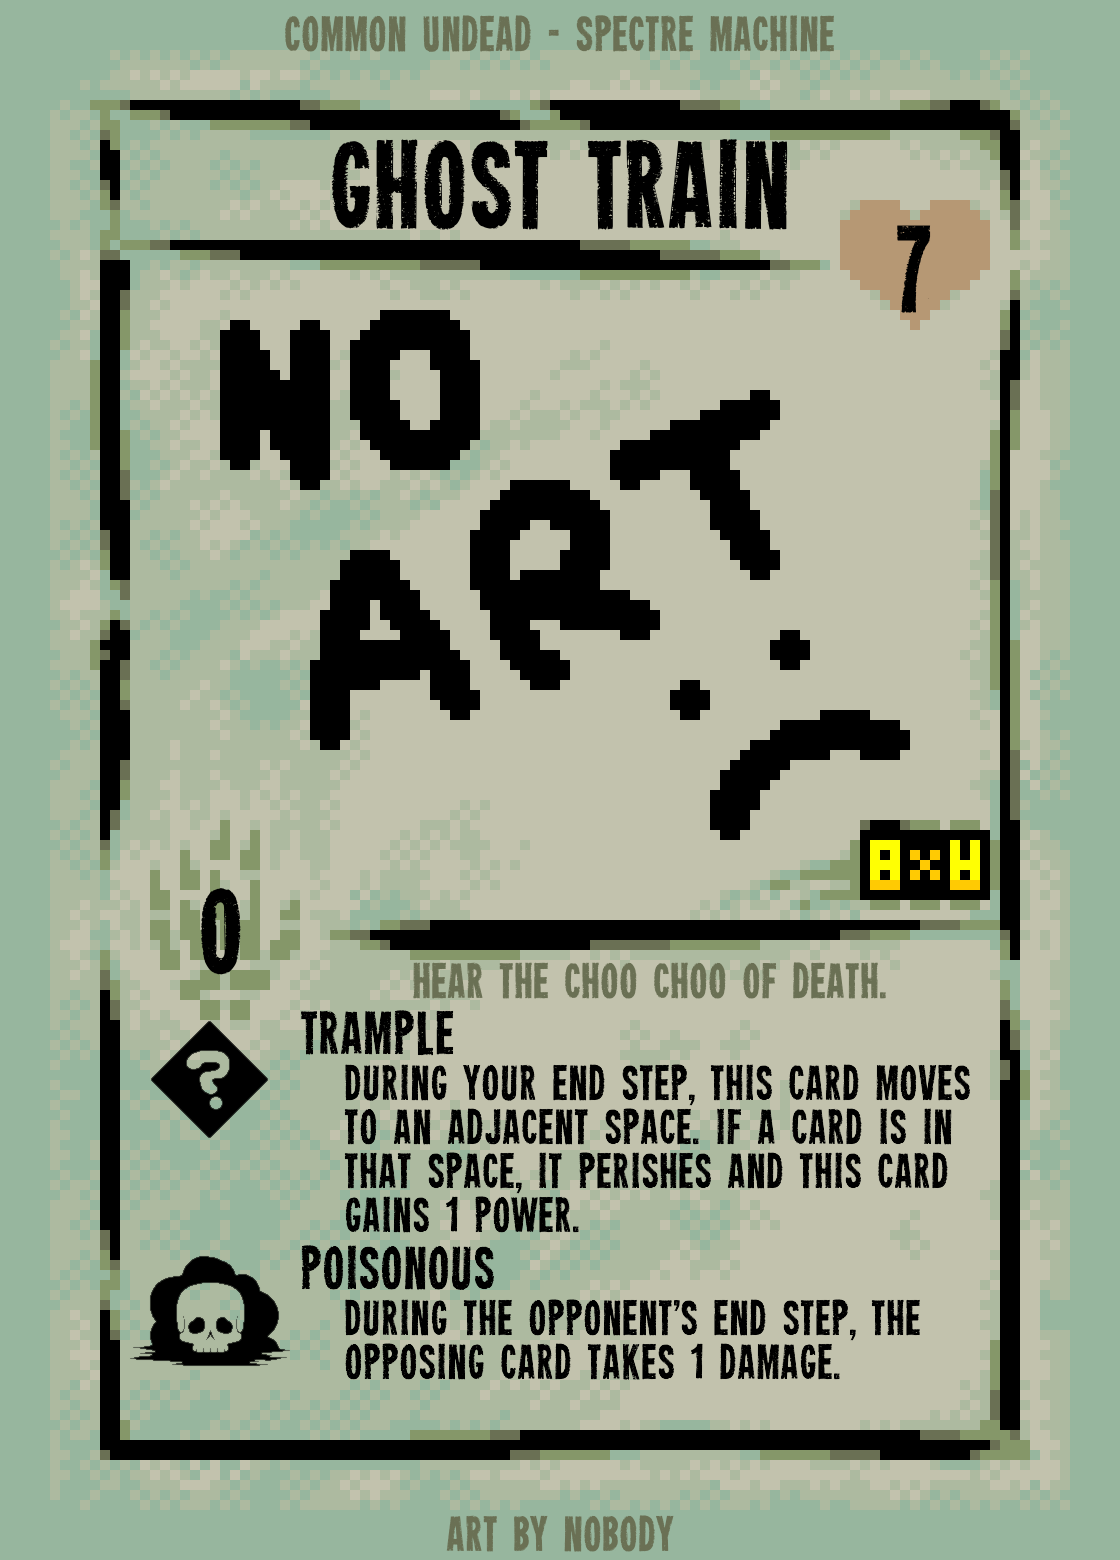 COMMON UNDEAD - SPECTRE MACHINE
GHOST TRAIN
7
NO
ART
:(
0
HEAR THE CHOO CHOO OF DEATH.
TRAMPLE
?
DURING YOUR END STEP, THIS CARD MOVES
TO AN ADJACENT SPACE. IF A CARD IS IN
THAT SPACE, IT PERISHES AND THIS CARD
GAINS 1 POWER.
POISONOUS
DURING THE OPPONENT'S END STEP, THE
OPPOSING CARD TAKES 1 DAMAGE.
ART BY NOBODY